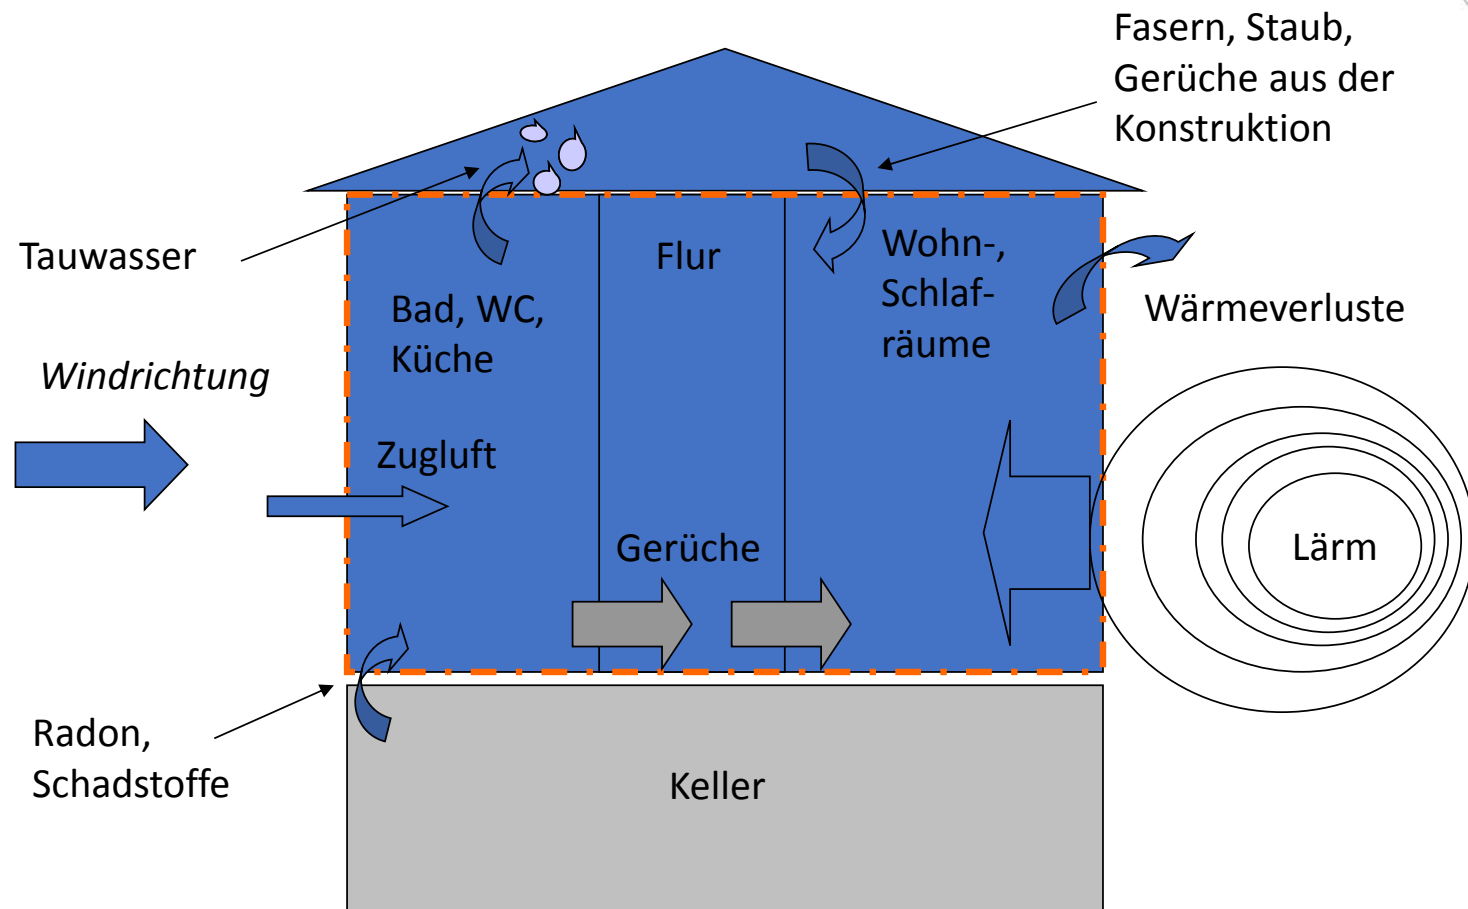 Fasern, Staub,
Gerüche aus der
Konstruktion
Tauwasser
Flur
Wohn-,
Schlaf-
räume
Bad, WC,
Küche
Wärmeverluste
Windrichtung
Zugluft
Gerüche
Lärm
Radon,
Schadstoffe
Keller